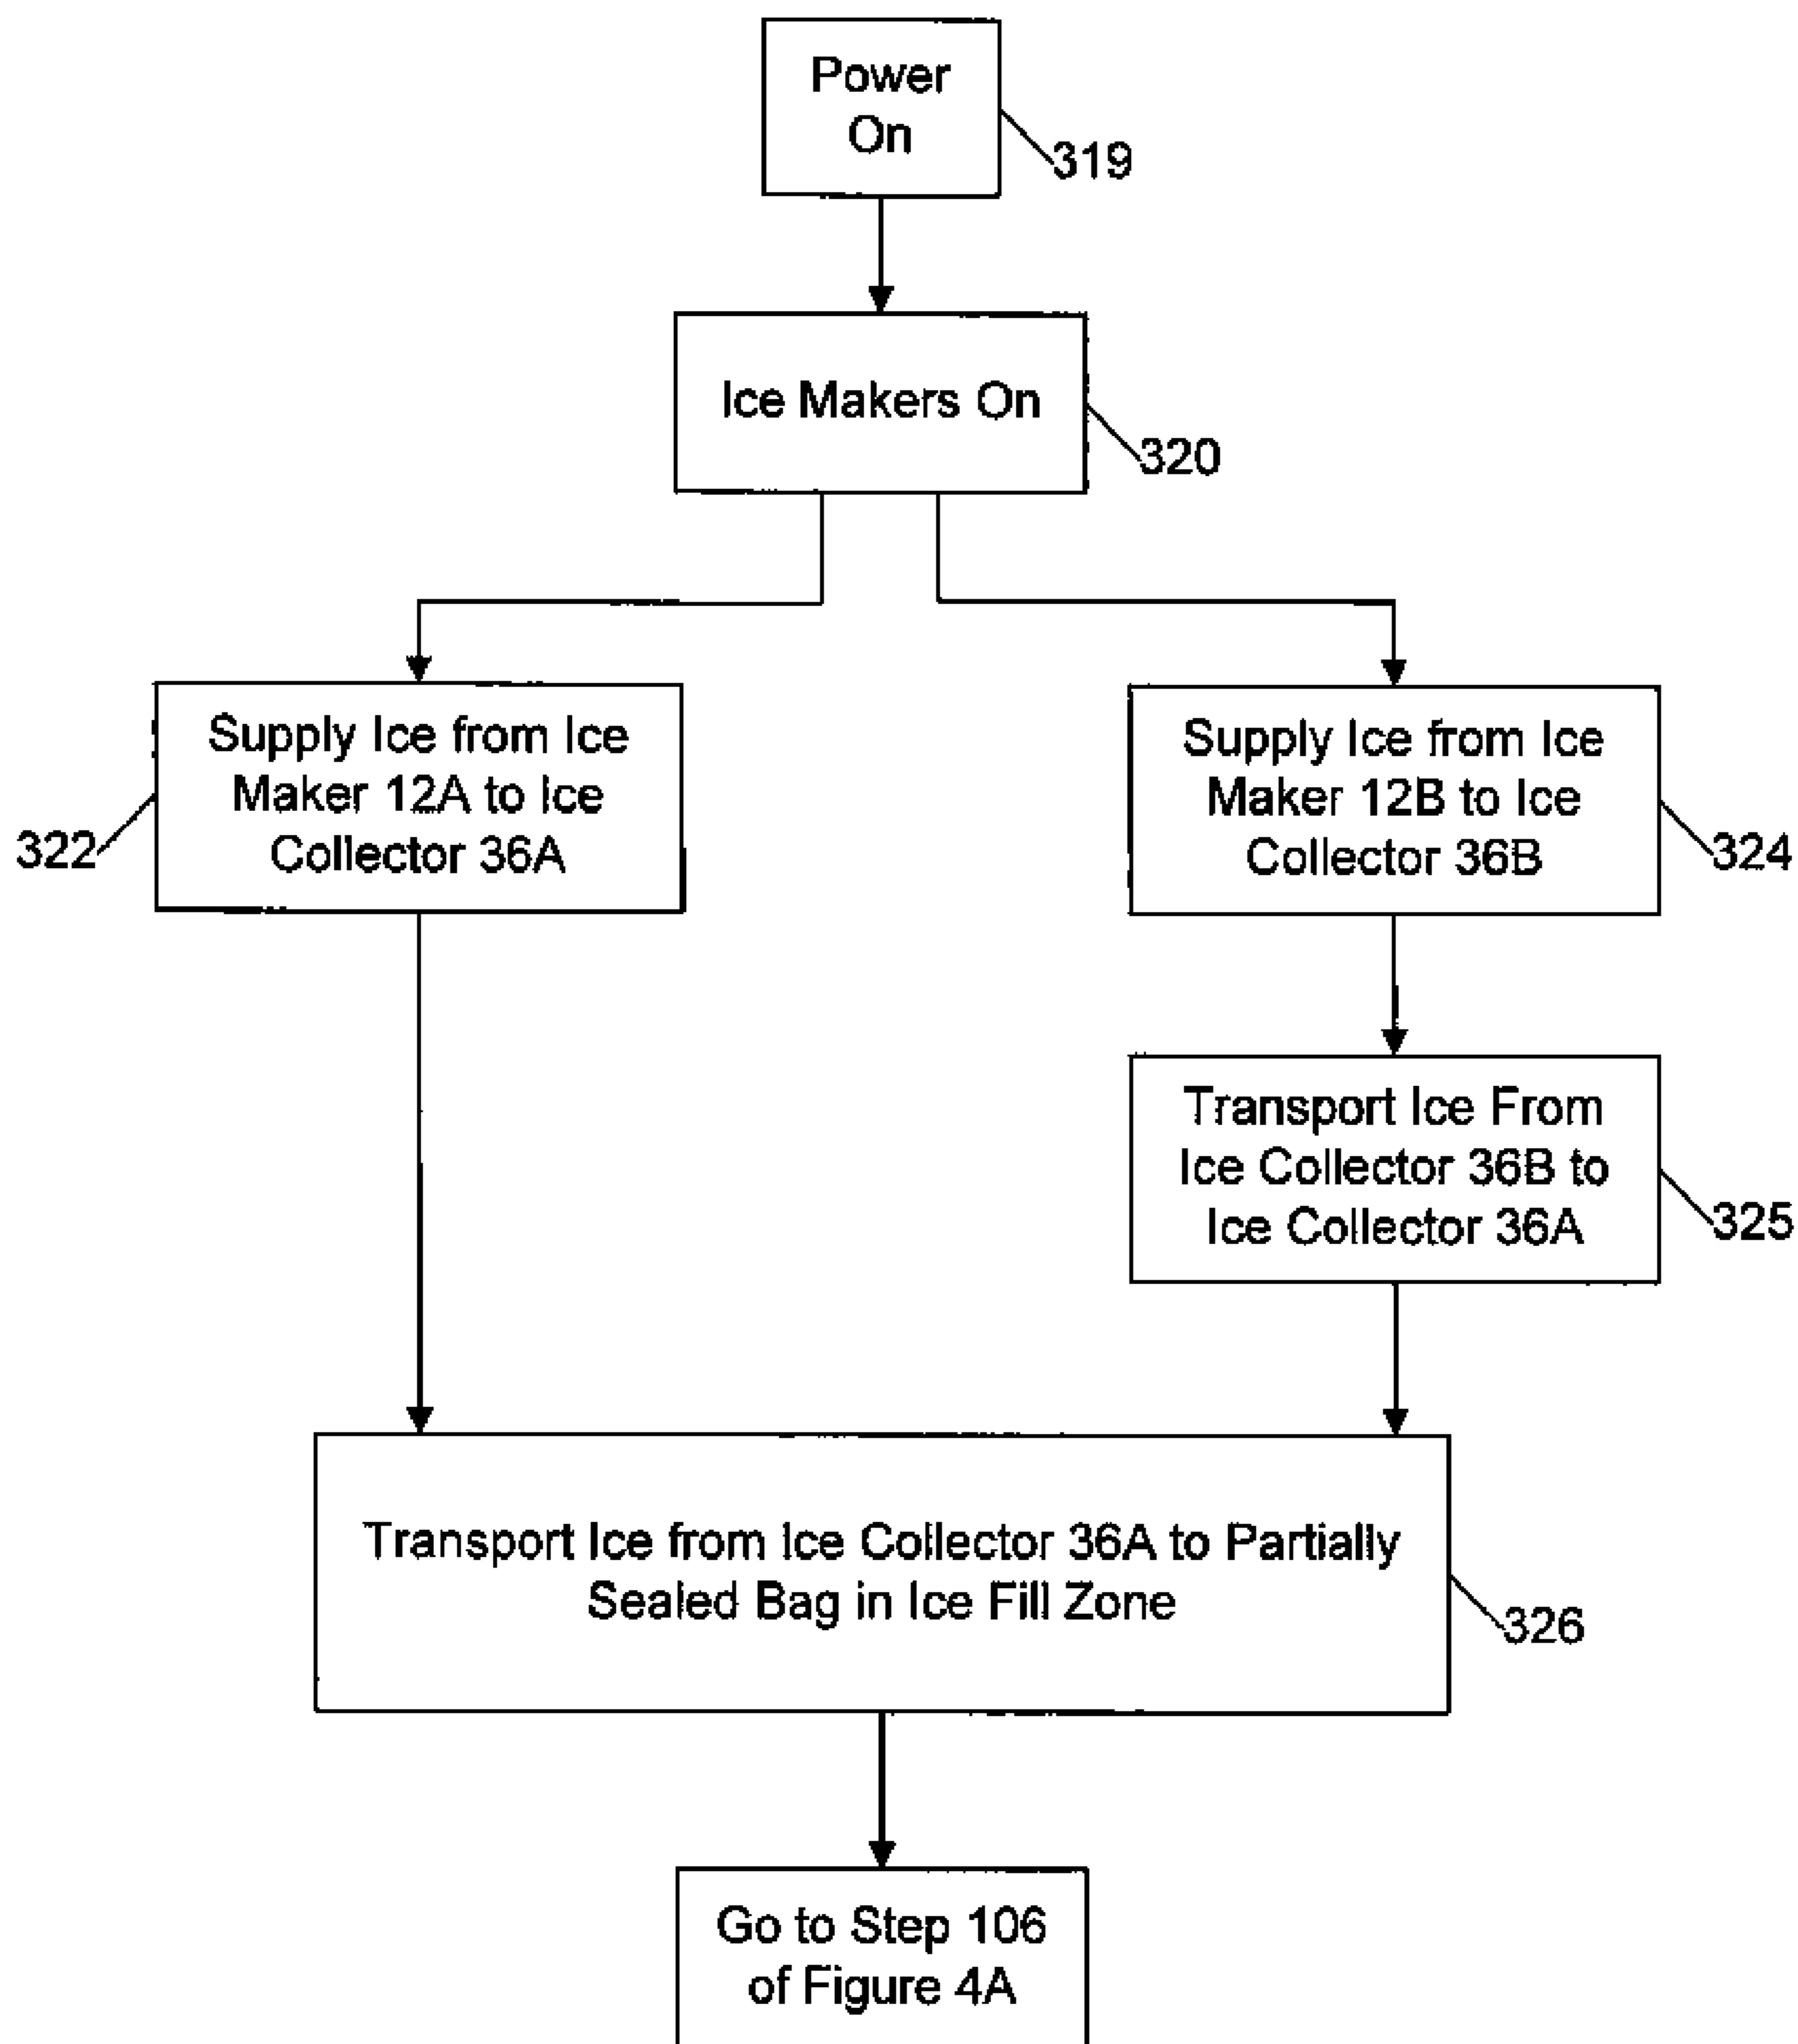 Power
On
319
Ice Makers On
320
Supply Ice from Ice
Maker 12A to Ice
Collector 36A
322
Supply Ice from Ice
Maker 12B to Ice
Collector 36B
324
Transport Ice From
Ice Collector 36B to
Ice Collector 36A
325
Transport Ice from Ice Collector 36A to Partially
Sealed Bag in Ice Fill Zone
326
Go to Step 106
of Figure 4A